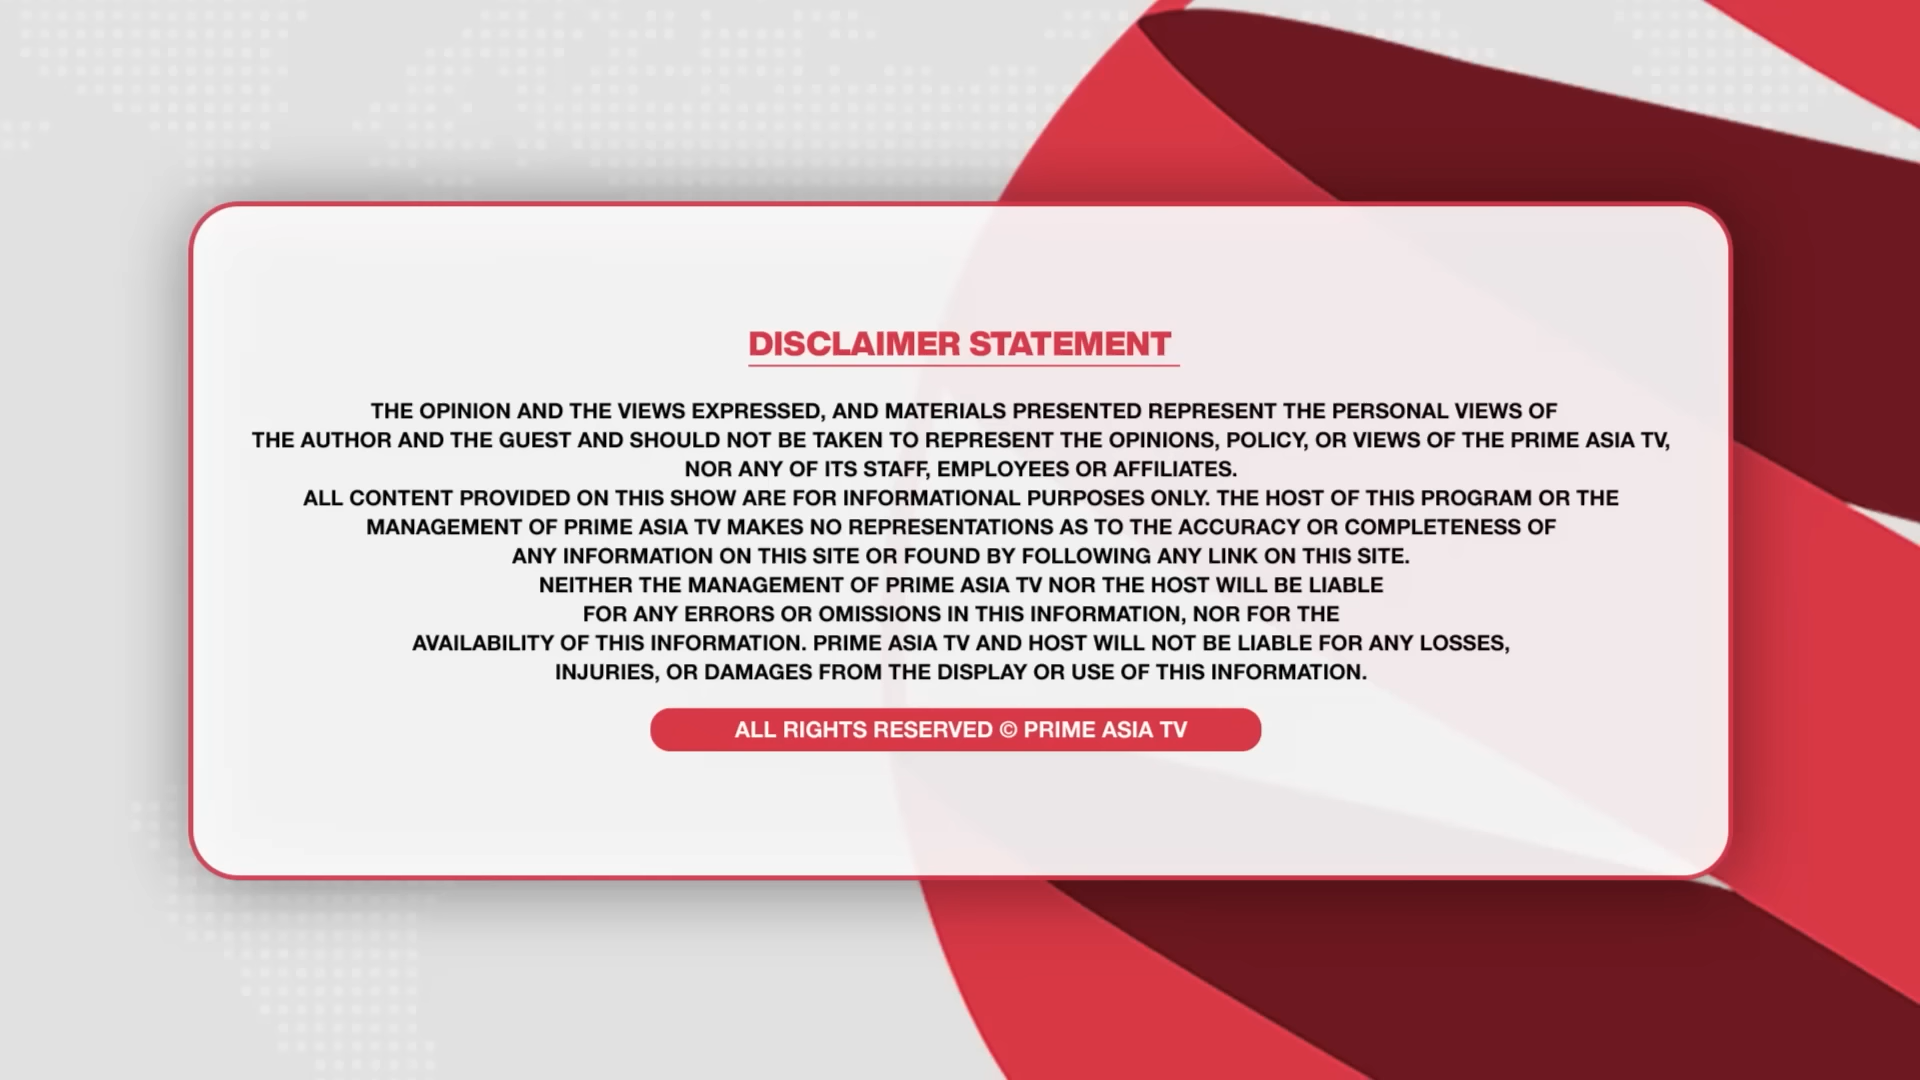 DISCLAIMER STATEMENT
THE OPINION AND THE VIEWS EXPRESSED, AND MATERIALS PRESENTED REPRESENT THE PERSONAL VIEWS OF
THE AUTHOR AND THE GUEST AND SHOULD NOT BE TAKEN TO REPRESENT THE OPINIONS, POLICY, OR VIEWS OF THE PRIME ASIA TV,
NOR ANY OF ITS STAFF, EMPLOYEES OR AFFILIATES.
ALL CONTENT PROVIDED ON THIS SHOW ARE FOR INFORMATIONAL PURPOSES ONLY. THE HOST OF THIS PROGRAM OR THE
MANAGEMENT OF PRIME ASIA TV MAKES NO REPRESENTATIONS AS TO THE ACCURACY OR COMPLETENESS OF
ANY INFORMATION ON THIS SITE OR FOUND BY FOLLOWING ANY LINK ON THIS SITE.
NEITHER THE MANAGEMENT OF PRIME ASIA TV NOR THE HOST WILL BE LIABLE
FOR ANY ERRORS OR OMISSIONS IN THIS INFORMATION, NOR FOR THE
AVAILABILITY OF THIS INFORMATION. PRIME ASIA TV AND HOST WILL NOT BE LIABLE FOR ANY LOSSES,
INJURIES, OR DAMAGES FROM THE DISPLAY OR USE OF THIS INFORMATION.
ALL RIGHTS RESERVED © PRIME ASIA TV